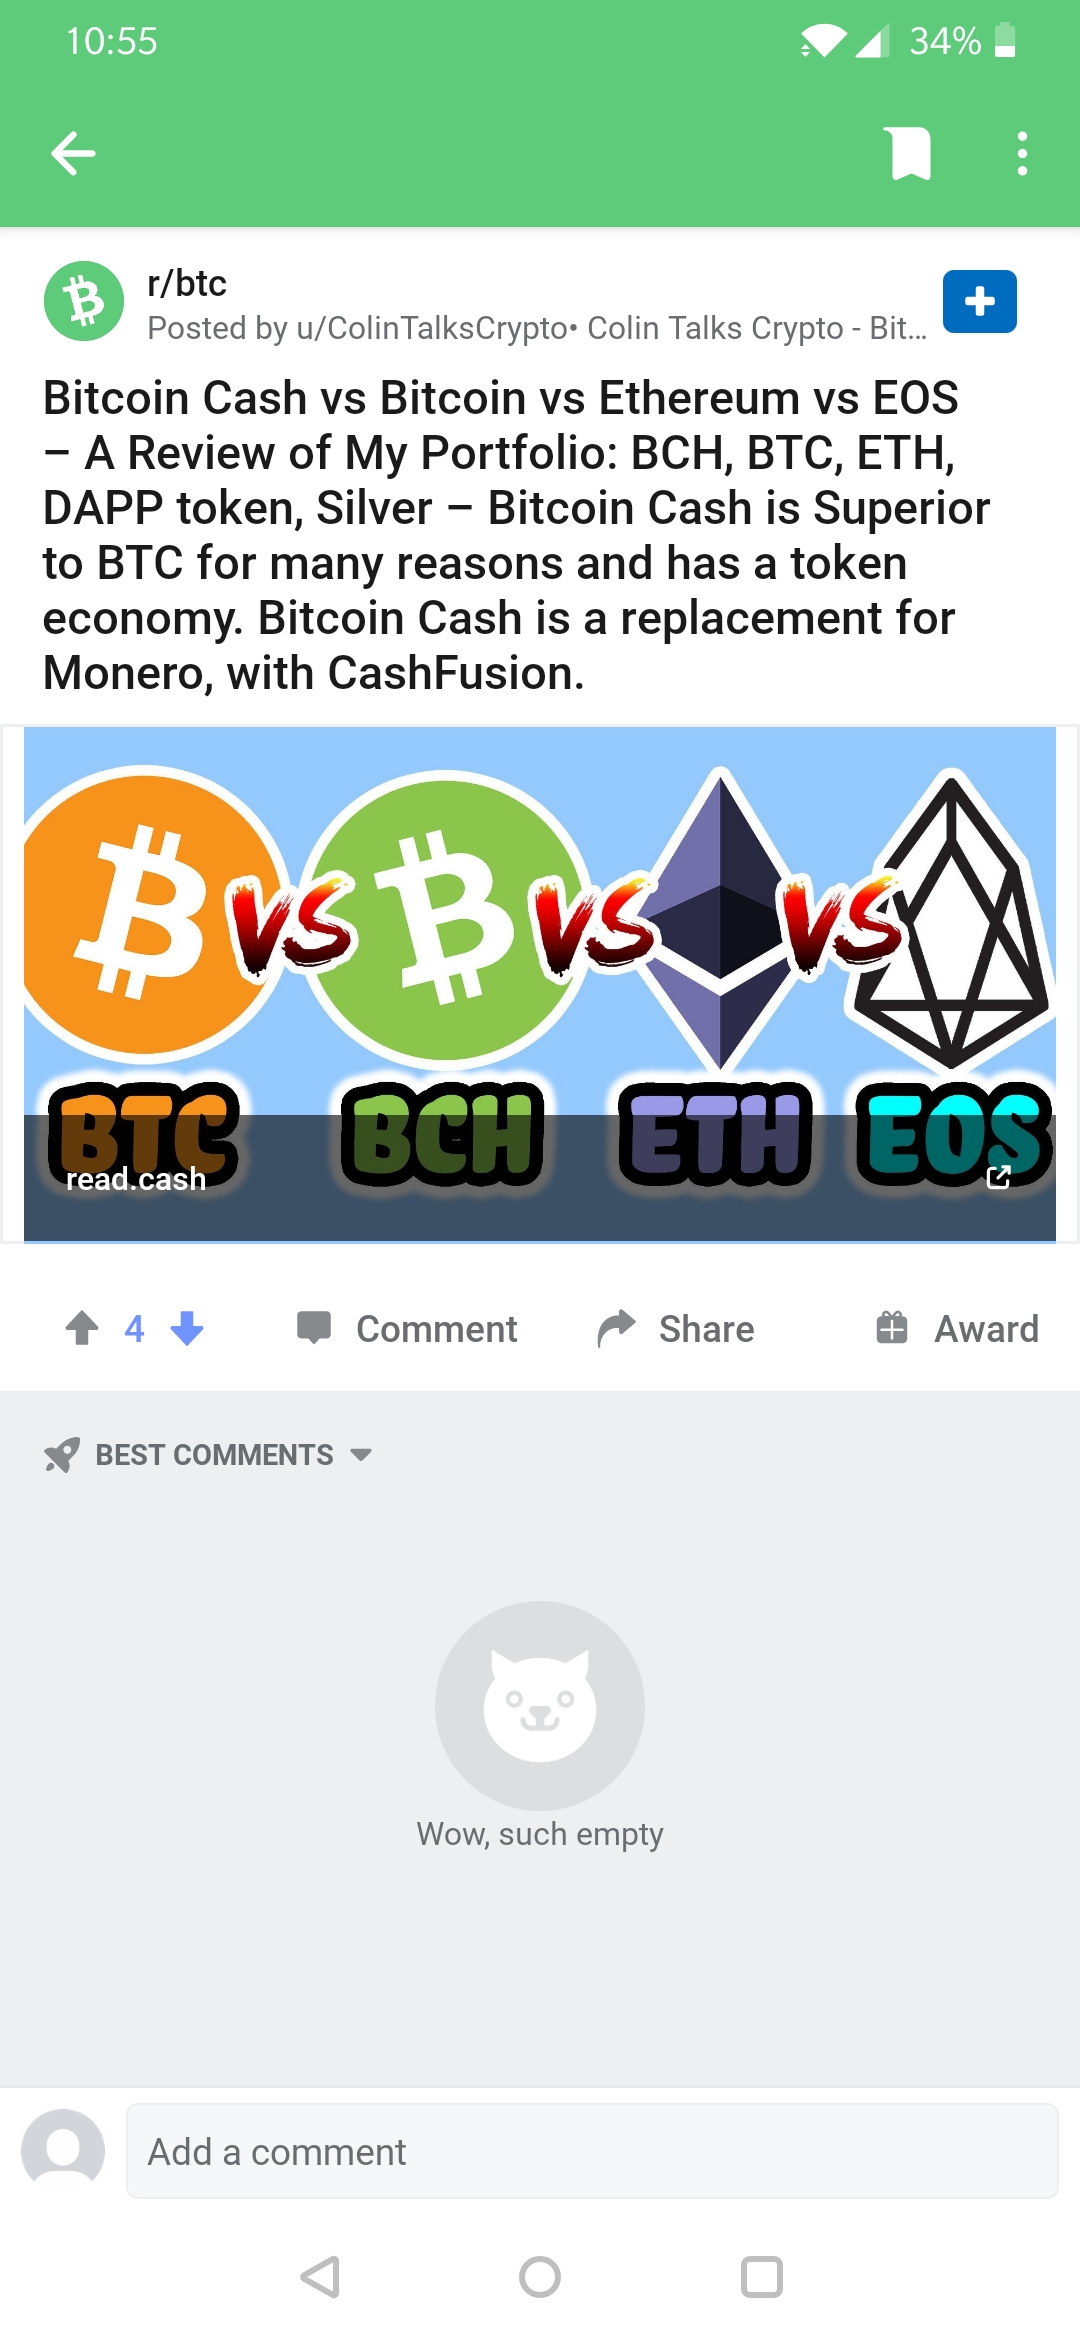 10:55
34%
r/btc
Posted by u/ColinTalksCrypto• Colin Talks Crypto - Bit...
Bitcoin Cash vs Bitcoin vs Ethereum vs EOS
– A Review of My Portfolio: BCH, BTC, ETH,
DAPP token, Silver – Bitcoin Cash is Superior
to BTC for many reasons and has a token
economy. Bitcoin Cash is a replacement for
Monero, with CashFusion.
VS VS VS
BTC BCH ETH EOS
read.cash
4 Comment Share Award
BEST COMMENTS
Wow, such empty
Add a comment